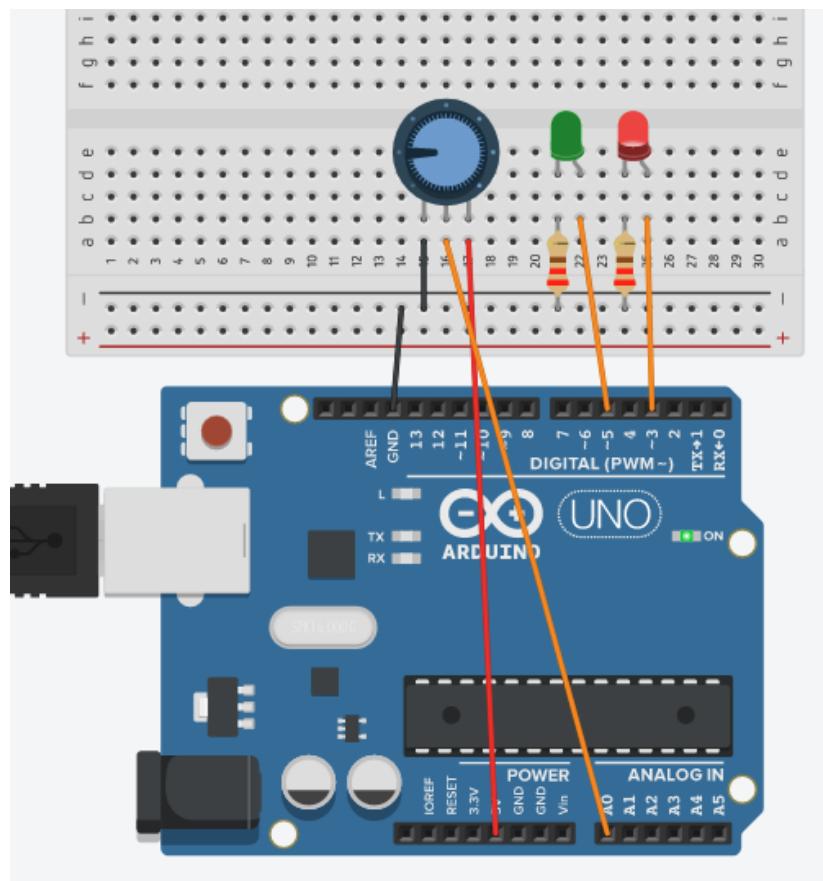 i i
h h
g g
f f
e e
d d
c c
b b
a a
1 2 3 4 5 6 7 8 9 10 11 12 13 14 15 16 17 18 19 20 22 23 26 27 28 29 30
− −
+ +
AREF GND 13 12 ~11 ~10 ~9 8 7 ~6 ~5 4 ~3 2 TX→1 RX←0
DIGITAL (PWM~)
L
TX
RX
ARDUINO
UNO
ON
POWER
ANALOG IN
IOREF RESET 3.3V 5V GND GND Vin A0 A1 A2 A3 A4 A5